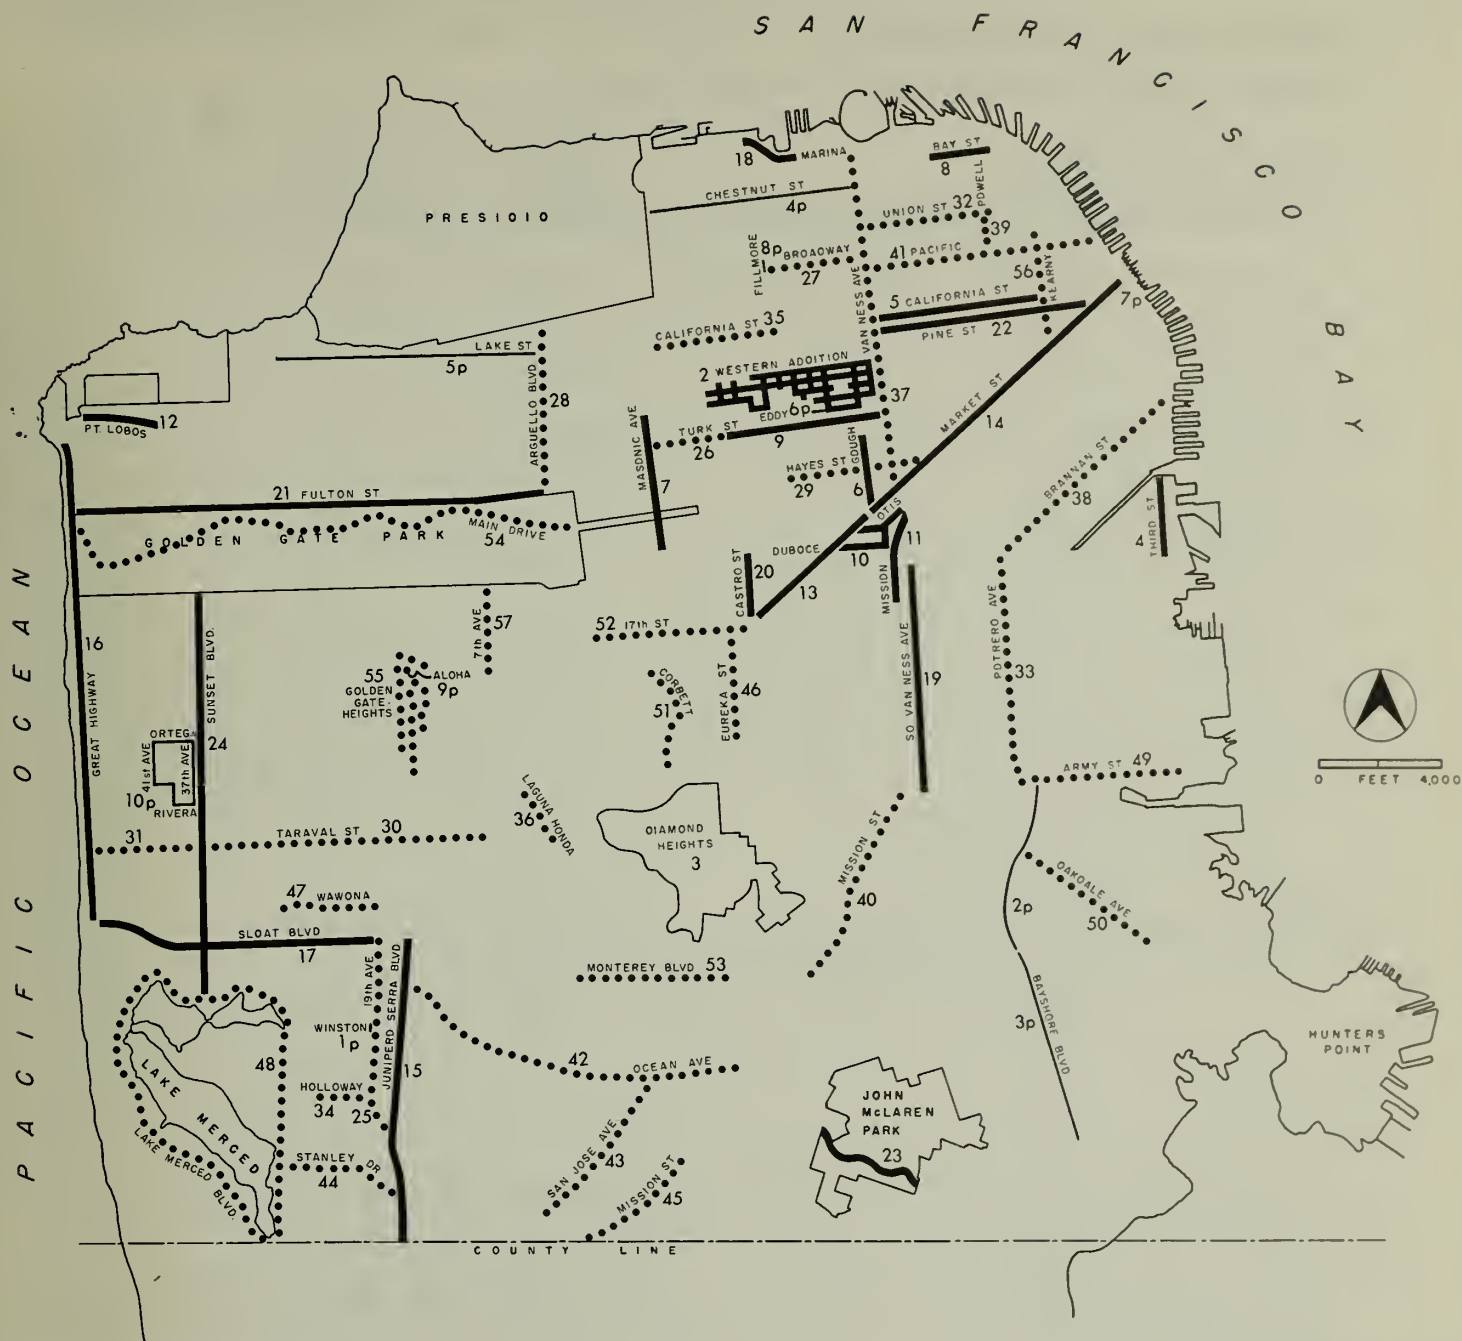 SAN FRANCISCO BAY
PACIFIC OCEAN
PRESIDIO
18 MARINA
BAY ST
8
POWELL
CHESTNUT ST
4p
UNION ST 32
39
FILLMORE
8p BROADWAY
27
41 PACIFIC
VAN NESS AVE
56
KEARNY
5 CALIFORNIA ST
PINE ST 22
7p
CALIFORNIA ST 35
LAKE ST
5p
ARGUELLO BLVD
28
2 WESTERN ADDITION
6p
EDDY
37
MARKET ST
14
PT. LOBOS 12
MASONIC AVE
7
TURK ST
26
9
HAYES ST
29
GOUGH
6
BRANNAN ST
38
THIRD ST
4
21 FULTON ST
GOLDEN GATE PARK
MAIN DRIVE
54
OTIS
DUBOCE
10
11
CASTRO ST
20
13
MISSION
16
GREAT HIGHWAY
SUNSET BLVD.
24
7th AVE
57
52 17th ST
EUREKA ST
46
SO VAN NESS AVE
19
POTRERO AVE
33
55
GOLDEN
GATE-
HEIGHTS
ALOHA
9p
CORBETT
51
ORTEGA
41st AVE
37th AVE
10p
RIVERA
0 FEET 4,000
ARMY ST 49
31
TARAVAL ST 30
LAGUNA HONDA
36
DIAMOND
HEIGHTS
3
MISSION ST
40
OAKDALE AVE
50
2p
47 WAWONA
SLOAT BLVD
17
19th AVE
JUNIPERO SERRA BLVD
15
MONTEREY BLVD 53
BAYSHORE BLVD
3p
HUNTERS
POINT
WINSTON
1p
48
LAKE MERCED
LAKE MERCED BLVD.
HOLLOWAY
34
25
42
OCEAN AVE
JOHN
McLAREN
PARK
23
STANLEY DR
44
SAN JOSE AVE
43
MISSION ST
45
COUNTY LINE